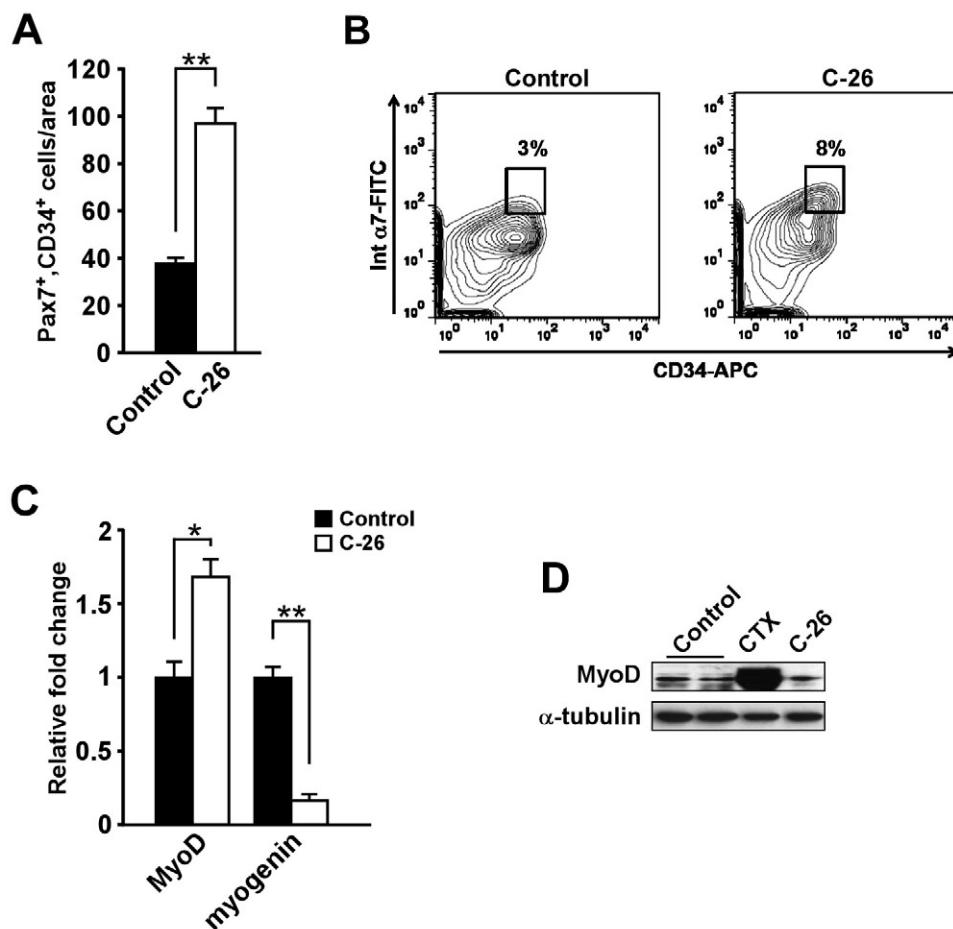 A
Pax7⁺,CD34⁺ cells/area
120
100
80
60
40
20
0
**
Control
C-26
B
Control
C-26
Int α7-FITC
10⁴
10³
10²
10¹
10⁰
3%
10⁰ 10¹ 10² 10³ 10⁴
10⁴
10³
10²
10¹
10⁰
8%
10⁰ 10¹ 10² 10³ 10⁴
CD34-APC
C
Control
C-26
Relative fold change
2
1.5
1
0.5
0
*
**
MyoD
myogenin
D
Control
CTX
C-26
MyoD
α-tubulin